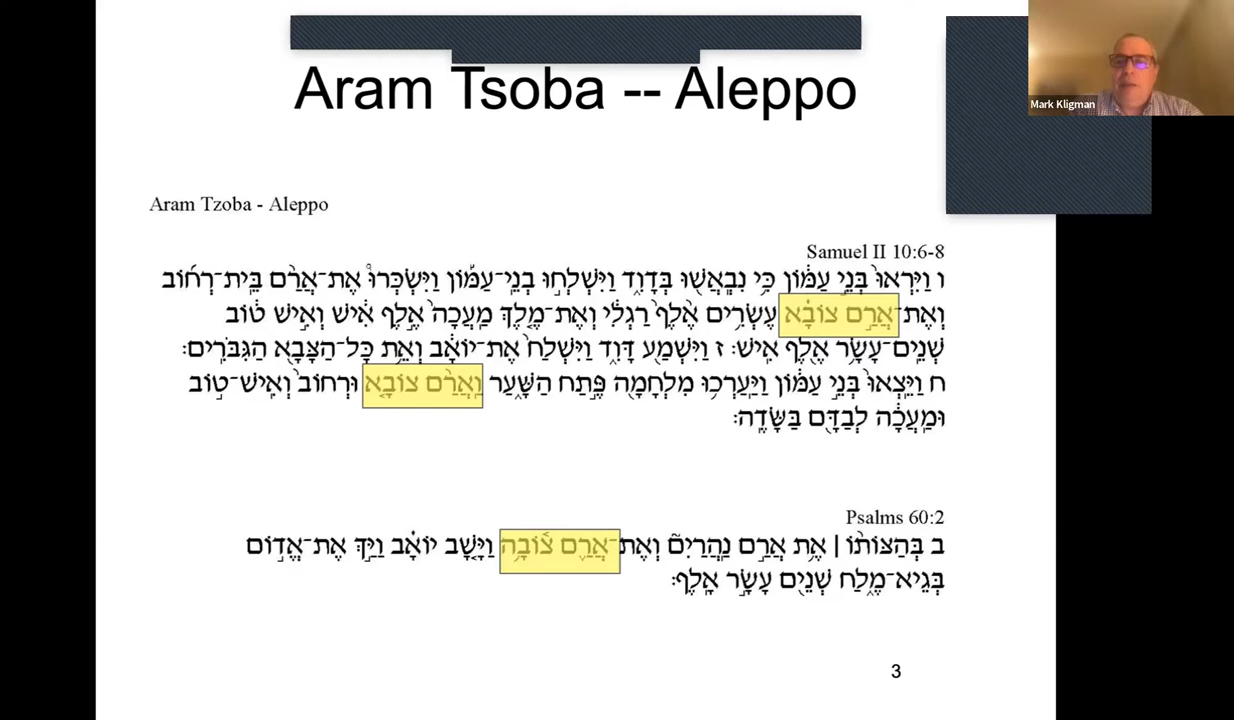 Aram Tsoba -- Aleppo
Mark Kligman
Aram Tzoba - Aleppo
Samuel II 10:6-8
ו וַיִּרְאוּ֙ בְּנֵ֣י עַמּ֔וֹן כִּ֥י נִבְאֲשׁ֖וּ בְּדָוִ֑ד וַיִּשְׁלְח֣וּ בְנֵֽי־עַמּ֡וֹן וַיִּשְׂכְּרוּ֩ אֶת־אֲרַ֨ם בֵּית־רְח֜וֹב
וְאֶת־אֲרַ֣ם צוֹבָ֗א עֶשְׂרִ֥ים אֶ֙לֶף֙ רַגְלִ֔י וְאֶת־מֶ֤לֶךְ מַֽעֲכָה֙ אֶ֣לֶף אִ֔ישׁ וְאִ֣ישׁ ט֔וֹב
שְׁנֵים־עָשָׂ֥ר אֶ֖לֶף אִֽישׁ׃ ז וַיִּשְׁמַ֖ע דָּוִ֑ד וַיִּשְׁלַח֙ אֶת־יוֹאָ֔ב וְאֵ֥ת כָּל־הַצָּבָ֖א הַגִּבֹּרִֽים׃
ח וַיֵּֽצְאוּ֙ בְּנֵ֣י עַמּ֔וֹן וַיַּעַרְכ֥וּ מִלְחָמָ֖ה פֶּ֣תַח הַשָּׁ֑עַר וַֽאֲרַ֨ם צוֹבָ֤א וּרְחוֹב֙ וְאִֽישׁ־ט֣וֹב
וּמַֽעֲכָ֔ה לְבַדָּ֖ם בַּשָּׂדֶֽה׃
Psalms 60:2
ב בְּהַצּוֹת֨וֹ | אֶ֥ת אֲרַ֣ם נַֽהֲרַיִם֮ וְאֶת־אֲרַ֪ם צ֫וֹבָ֥ה וַיָּ֤שָׁב יוֹאָ֗ב וַיַּ֣ךְ אֶת־אֱד֣וֹם
בְּגֵיא־מֶ֑לַח שְׁנֵ֖ים עָשָׂ֣ר אָֽלֶף׃
3